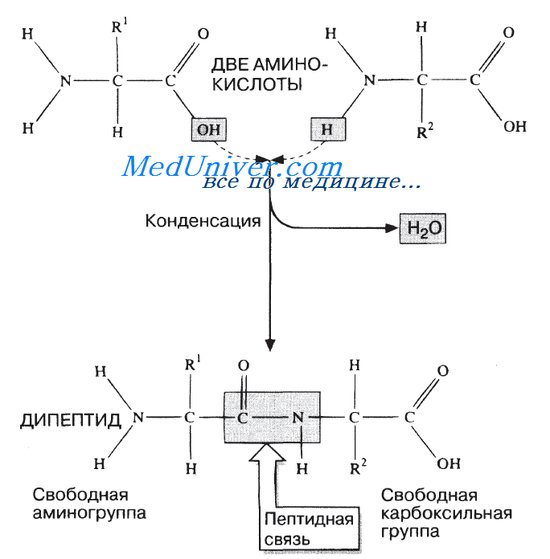 H R¹ O H O
ДВЕ АМИНО-
КИСЛОТЫ
N C C H N C C
H H OH H R² OH
MedUniver.com
все по медицине...
Конденсация
H₂O
H R¹ O H O
ДИПЕПТИД N C C N C C
H H H R² OH
Свободная
аминогруппа
Пептидная
связь
Свободная
карбоксильная
группа